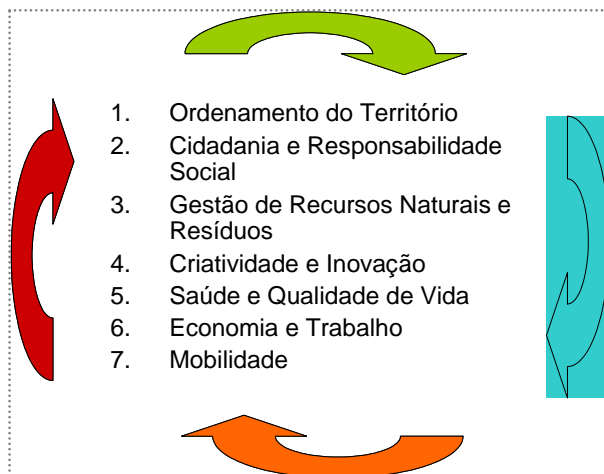 1. Ordenamento do Território
2. Cidadania e Responsabilidade
Social
3. Gestão de Recursos Naturais e
Resíduos
4. Criatividade e Inovação
5. Saúde e Qualidade de Vida
6. Economia e Trabalho
7. Mobilidade